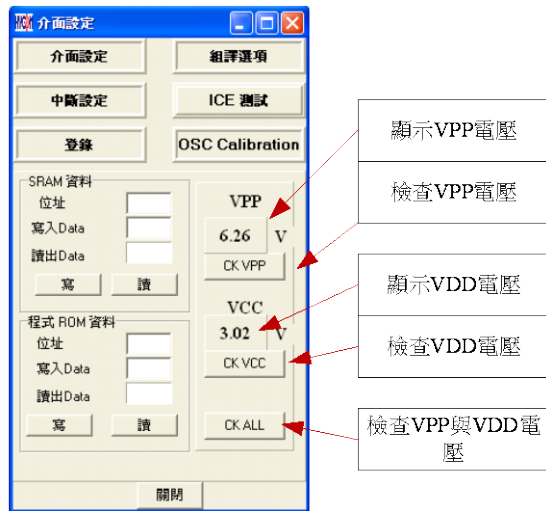 介面設定
介面設定
組譯選項
中斷設定
ICE 測試
登錄
OSC Calibration
SRAM 資料
位址
寫入Data
讀出Data
寫
讀
程式 ROM 資料
位址
寫入Data
讀出Data
寫
讀
VPP
6.26 V
CK VPP
VCC
3.02 V
CK VCC
CK ALL
關閉
顯示VPP電壓
檢查VPP電壓
顯示VDD電壓
檢查VDD電壓
檢查VPP與VDD電
壓